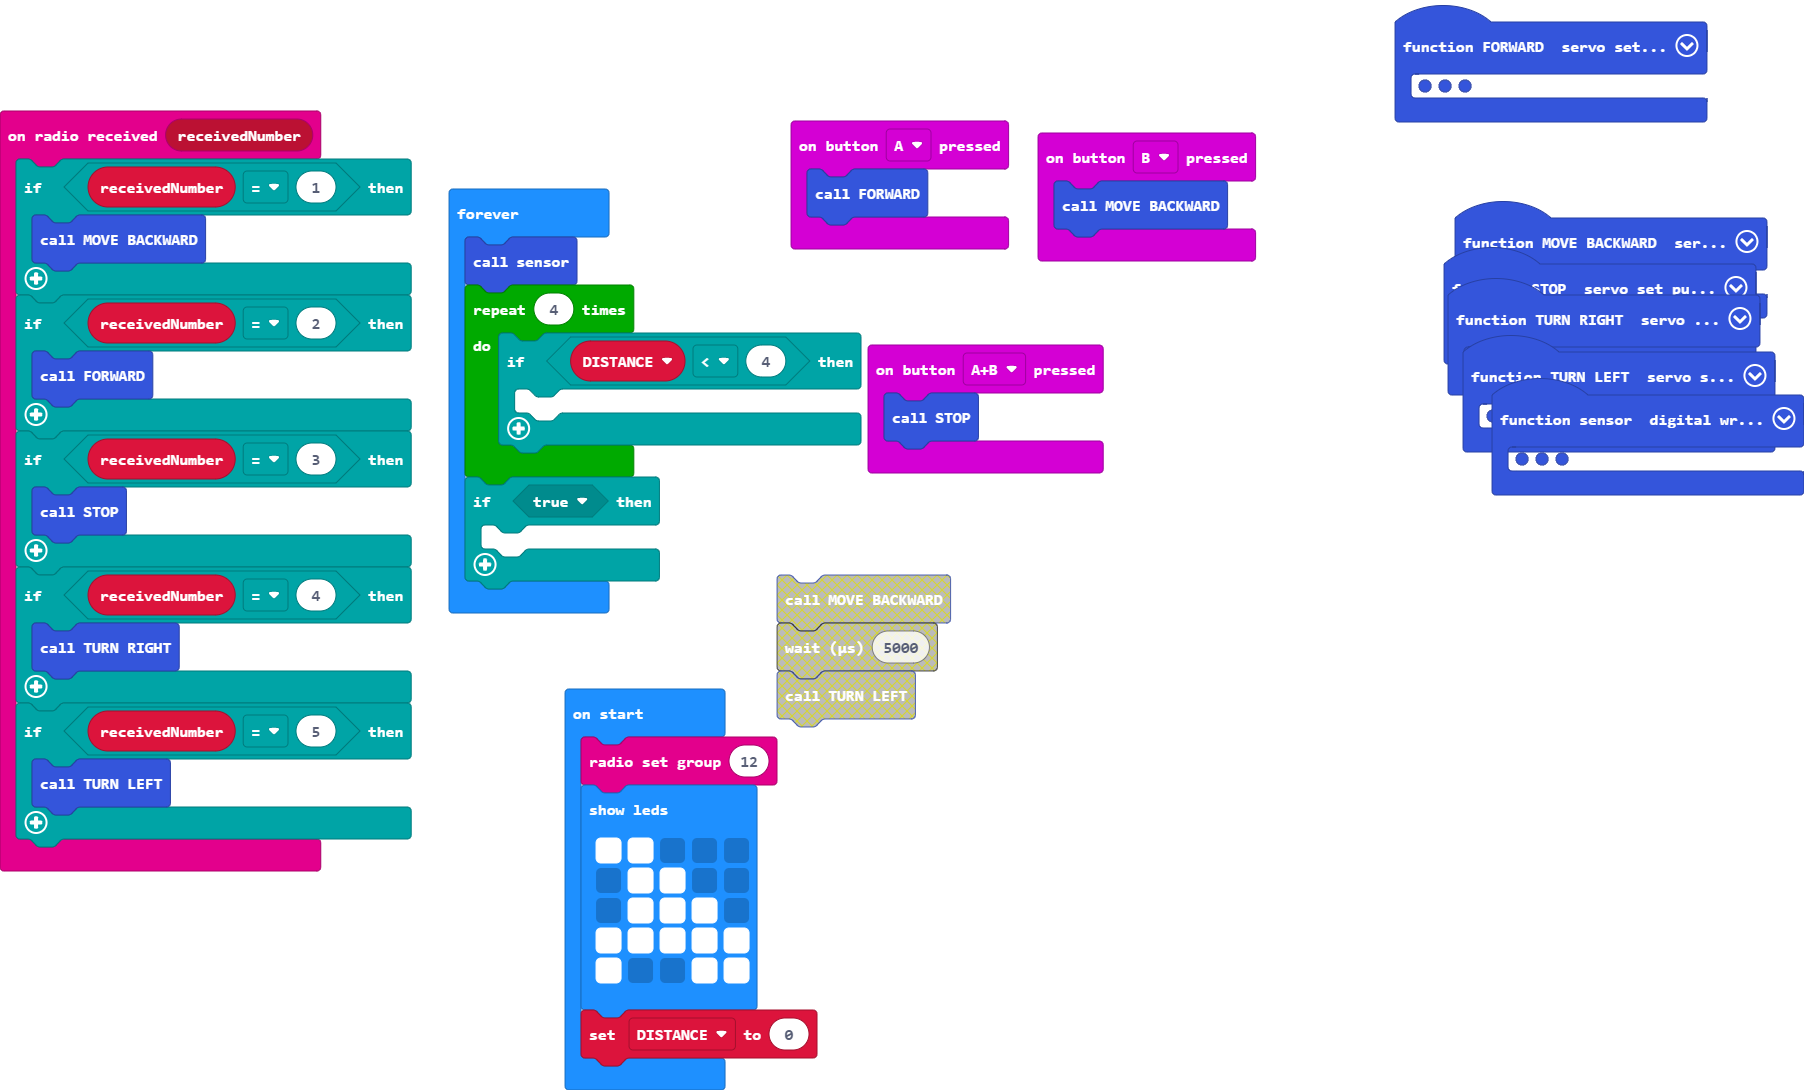 on radio received receivedNumber
if receivedNumber = 1 then
call MOVE BACKWARD
if receivedNumber = 2 then
call FORWARD
if receivedNumber = 3 then
call STOP
if receivedNumber = 4 then
call TURN RIGHT
if receivedNumber = 5 then
call TURN LEFT
forever
call sensor
repeat 4 times
do
if DISTANCE < 4 then
if true then
on button A pressed
call FORWARD
on button B pressed
call MOVE BACKWARD
on button A+B pressed
call STOP
call MOVE BACKWARD
wait (µs) 5000
call TURN LEFT
on start
radio set group 12
show leds
set DISTANCE to 0
function FORWARD servo set...
function MOVE BACKWARD ser...
STOP servo set pu...
function TURN RIGHT servo ...
function TURN LEFT servo s...
function sensor digital wr...